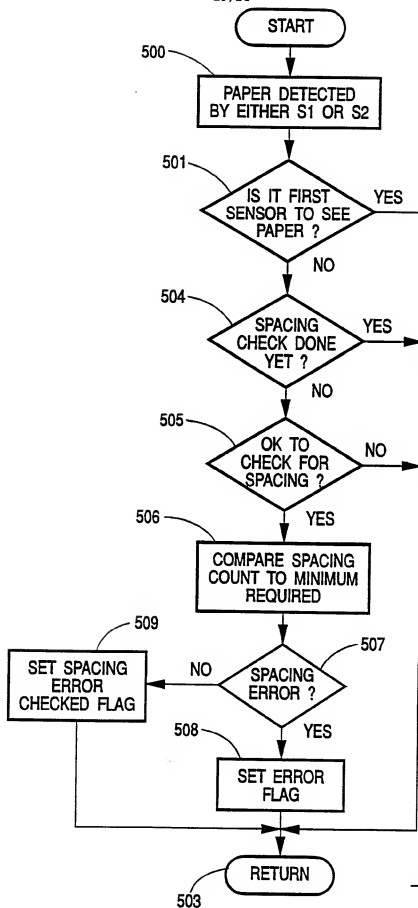 START
500
PAPER DETECTED
BY EITHER S1 OR S2
501
IS IT FIRST
SENSOR TO SEE
PAPER ?
YES
NO
504
SPACING
CHECK DONE
YET ?
YES
NO
505
OK TO
CHECK FOR
SPACING ?
NO
YES
506
COMPARE SPACING
COUNT TO MINIMUM
REQUIRED
509
507
SET SPACING
ERROR
CHECKED FLAG
NO
SPACING
ERROR ?
YES
508
SET ERROR
FLAG
RETURN
503